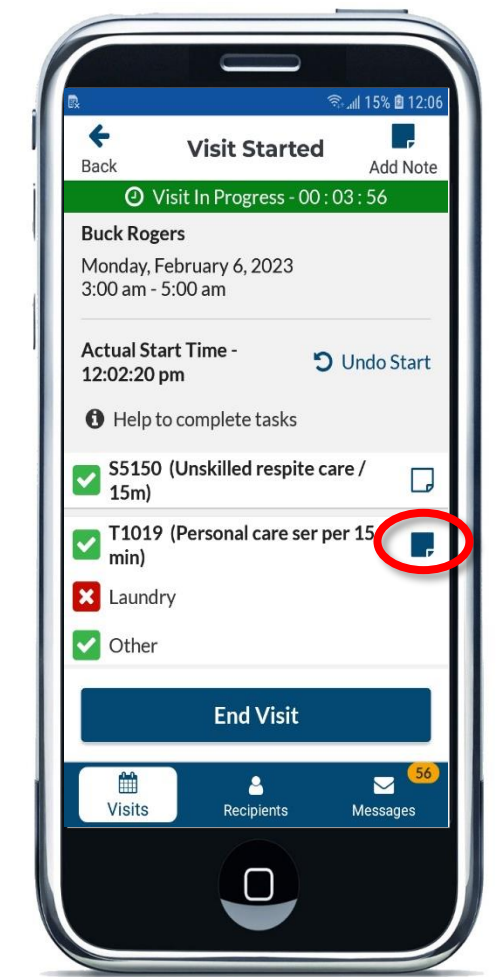 15% 12:06
Back
Visit Started
Add Note
Visit In Progress - 00 : 03 : 56
Buck Rogers
Monday, February 6, 2023
3:00 am - 5:00 am
Actual Start Time -
12:02:20 pm
Undo Start
Help to complete tasks
S5150 (Unskilled respite care /
15m)
T1019 (Personal care ser per 15
min)
Laundry
Other
End Visit
56
Visits
Recipients
Messages